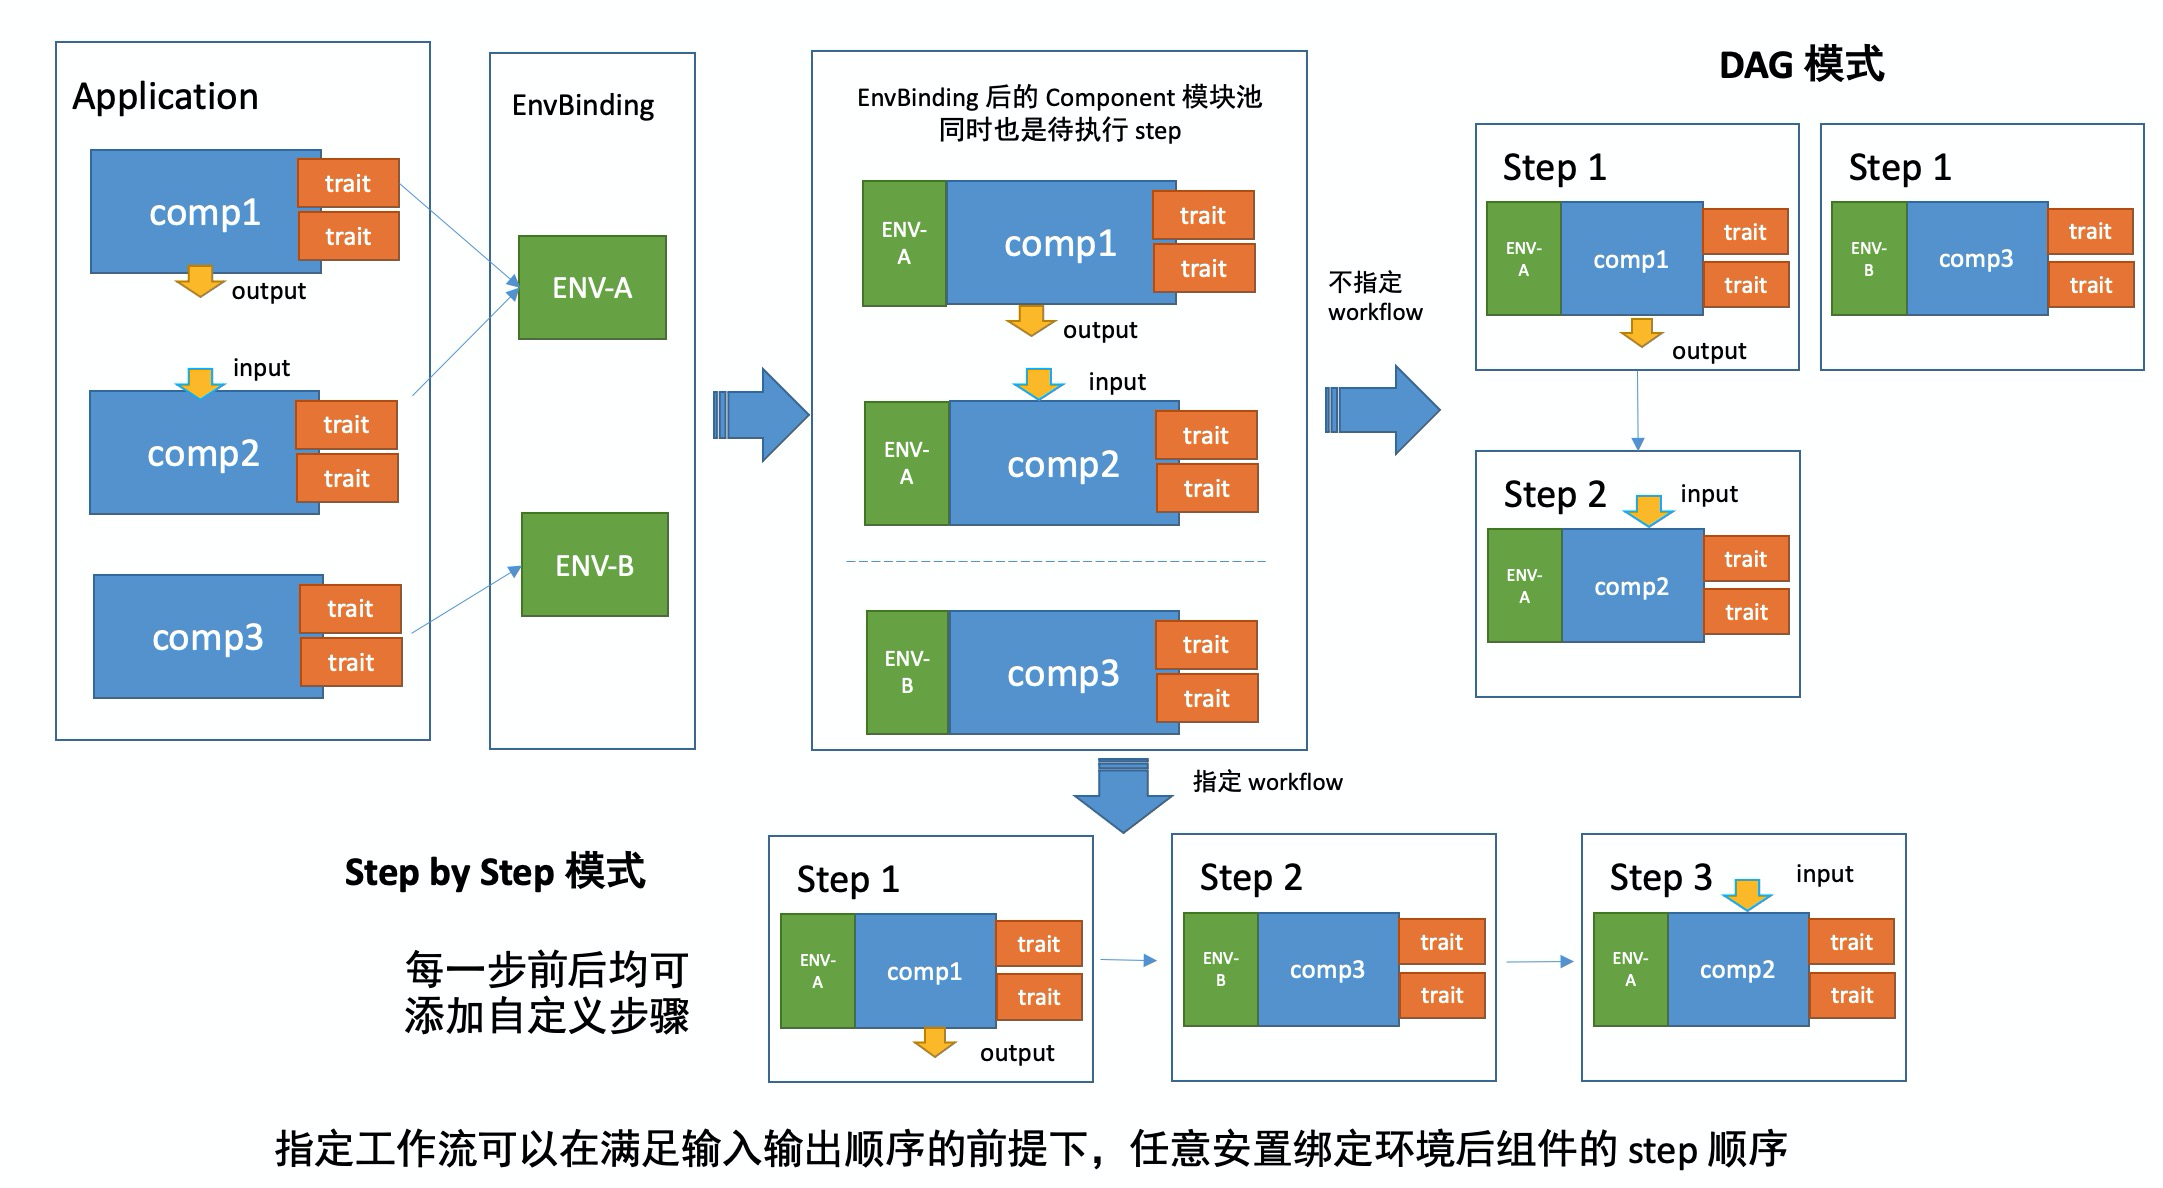 Application
comp1
trait
trait
output
input
comp2
trait
trait
comp3
trait
trait
EnvBinding
ENV-A
ENV-B
EnvBinding 后的 Component 模块池
同时也是待执行 step
ENV-
A
comp1
trait
trait
output
input
ENV-
A
comp2
trait
trait
ENV-
B
comp3
trait
trait
不指定
workflow
DAG 模式
Step 1
ENV-
A
comp1
trait
trait
output
Step 1
ENV-
B
comp3
trait
trait
Step 2
input
ENV-
A
comp2
trait
trait
指定 workflow
Step by Step 模式
每一步前后均可
添加自定义步骤
Step 1
ENV-
A
comp1
trait
trait
output
Step 2
ENV-
B
comp3
trait
trait
Step 3
input
ENV-
A
comp2
trait
trait
指定工作流可以在满足输入输出顺序的前提下，任意安置绑定环境后组件的 step 顺序